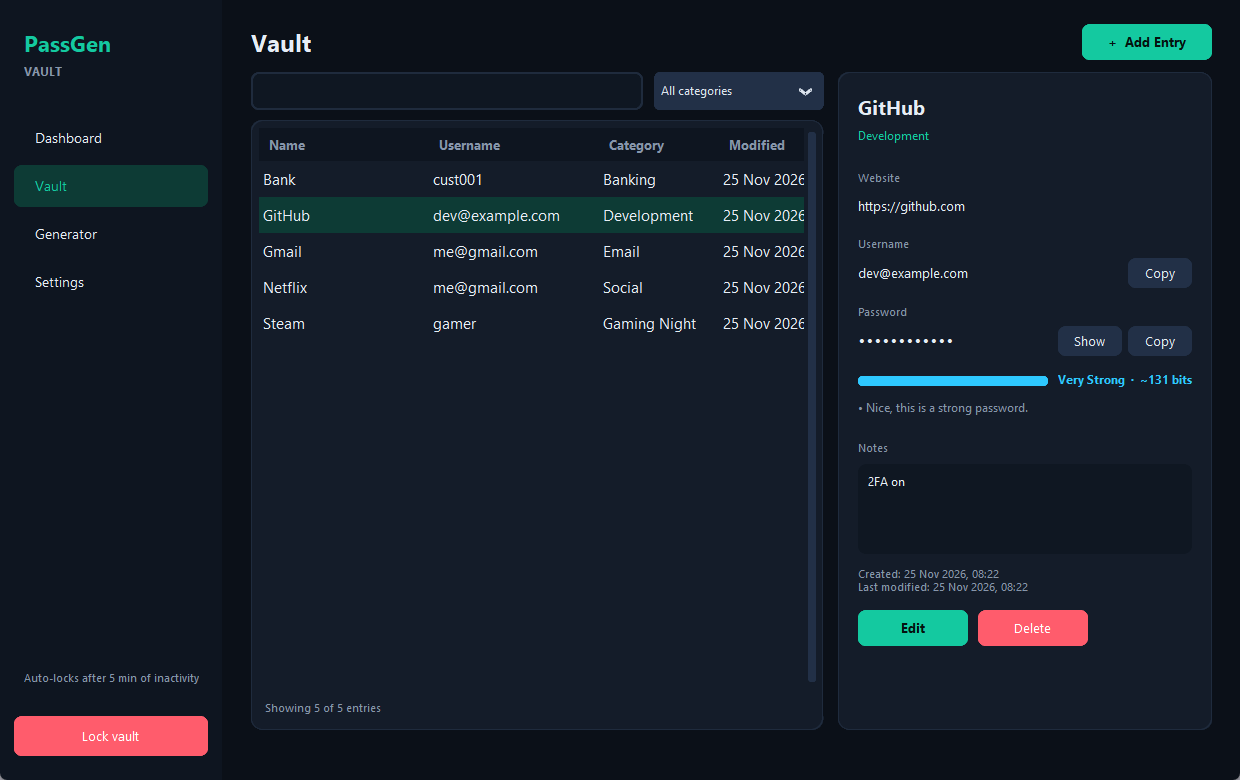 PassGen
VAULT
Dashboard
Vault
Generator
Settings
Auto-locks after 5 min of inactivity
Lock vault
Vault
+ Add Entry
All categories
Name Username Category Modified
Bank cust001 Banking 25 Nov 2026
GitHub dev@example.com Development 25 Nov 2026
Gmail me@gmail.com Email 25 Nov 2026
Netflix me@gmail.com Social 25 Nov 2026
Steam gamer Gaming Night 25 Nov 2026
Showing 5 of 5 entries
GitHub
Development
Website
https://github.com
Username
dev@example.com Copy
Password
•••••••••••• Show Copy
Very Strong · ~131 bits
• Nice, this is a strong password.
Notes
2FA on
Created: 25 Nov 2026, 08:22
Last modified: 25 Nov 2026, 08:22
Edit Delete